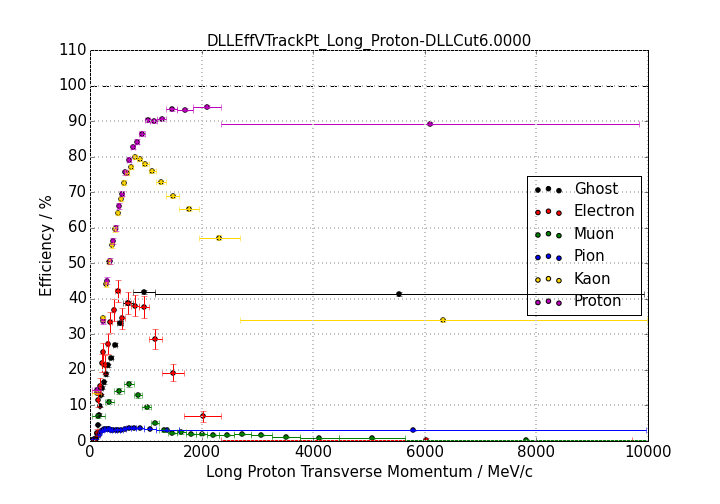 DLLEffVTrackPt_Long_Proton-DLLCut6.0000
110
100
90
80
70
60
50
40
30
20
10
0
Efficiency / %
Ghost
Electron
Muon
Pion
Kaon
Proton
0 2000 4000 6000 8000 10000
Long Proton Transverse Momentum / MeV/c